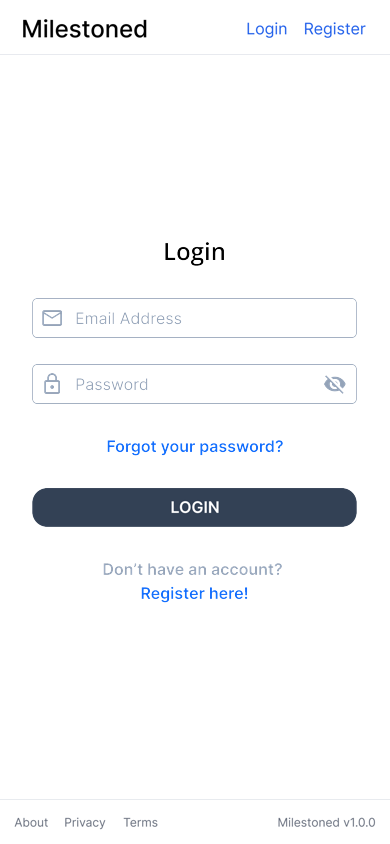 Milestoned Login Register
Login
Email Address
Password
Forgot your password?
LOGIN
Don’t have an account?
Register here!
About Privacy Terms Milestoned v1.0.0